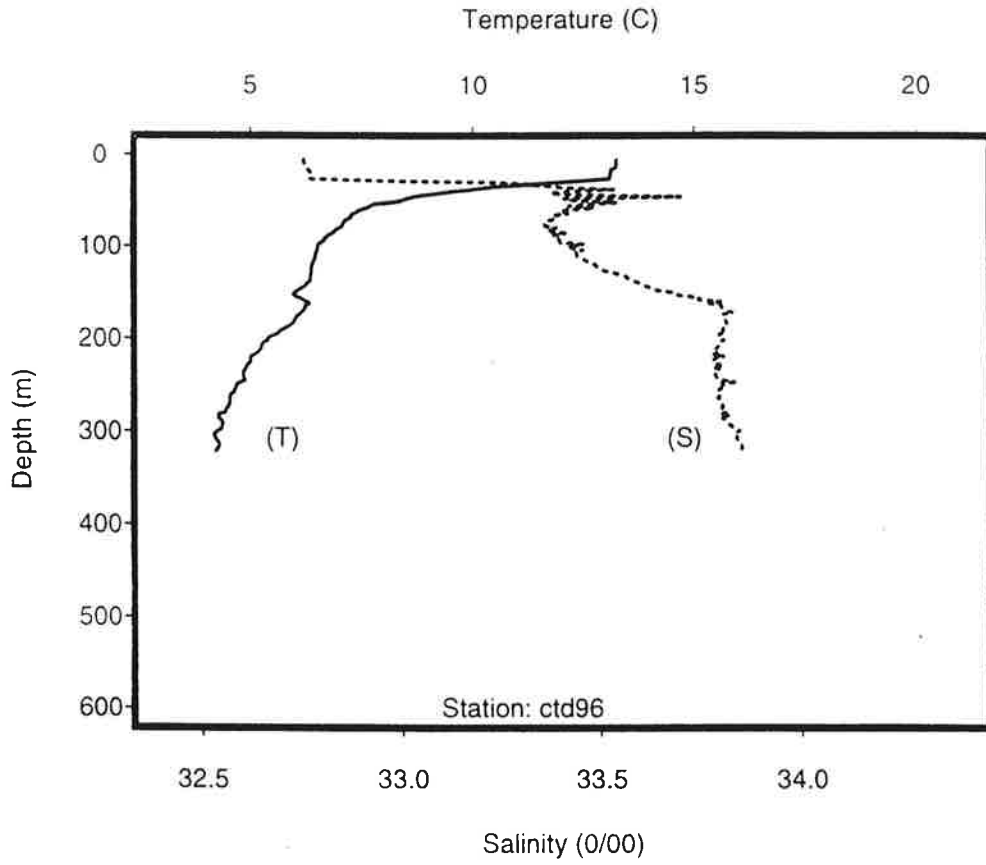 Temperature (C)
5 10 15 20
0
100
200
300
400
500
600
Depth (m)
(T) (S)
Station: ctd96
32.5 33.0 33.5 34.0
Salinity (0/00)